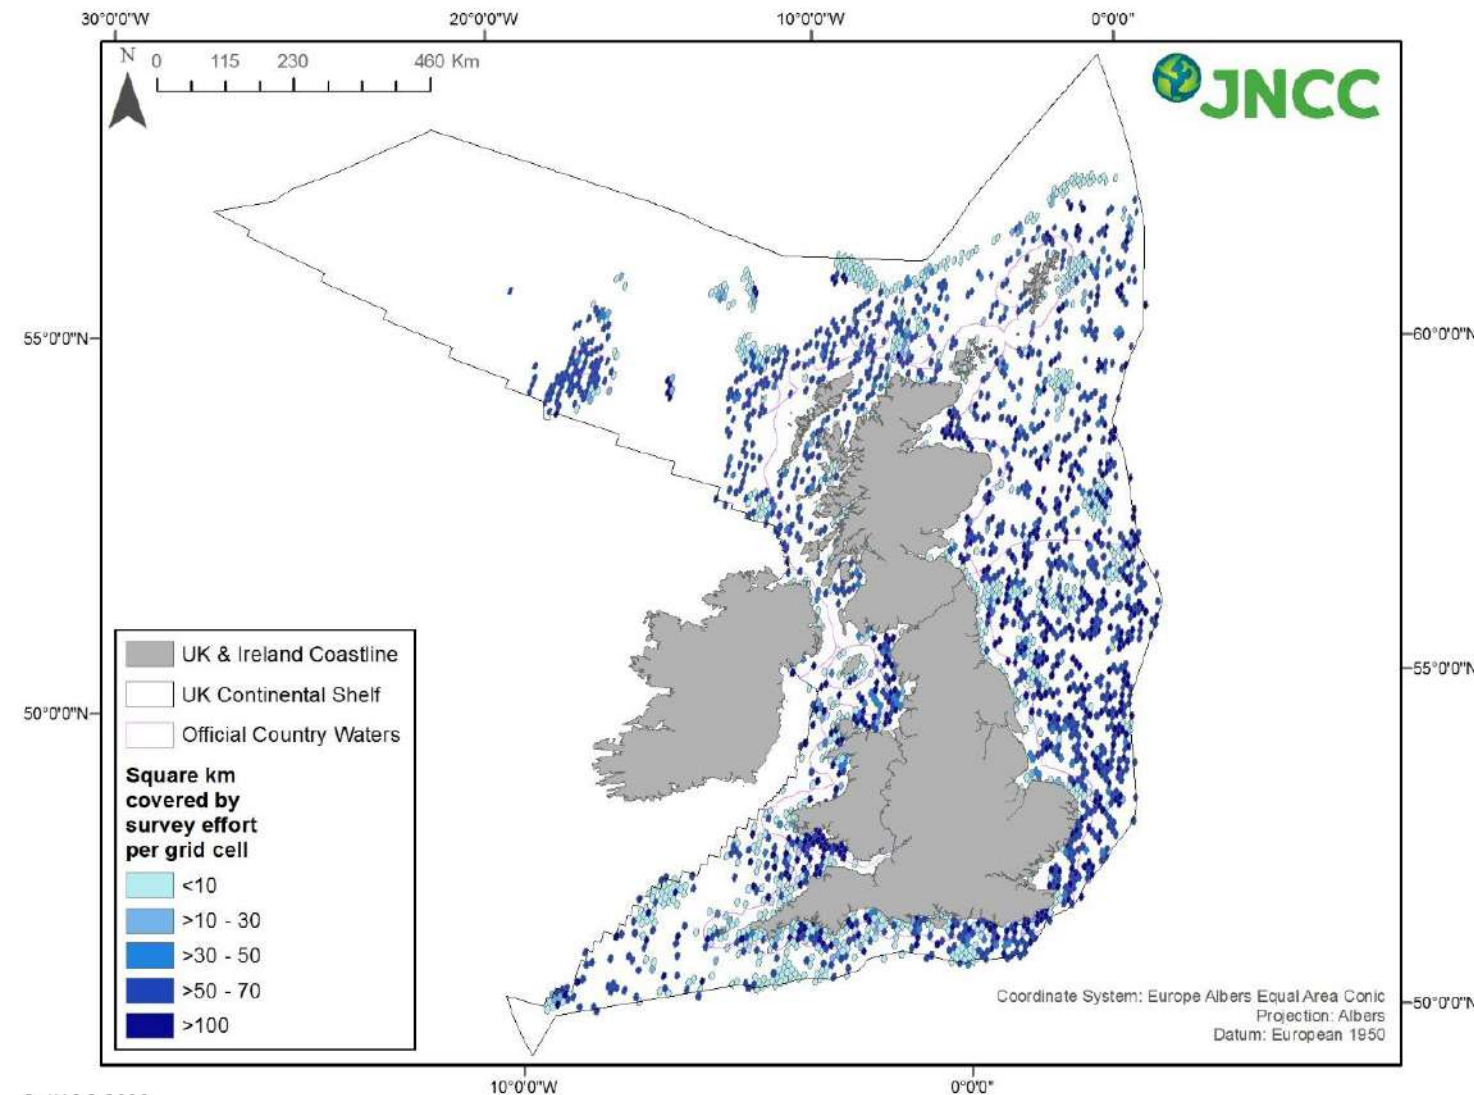 30°0'0"W 20°0'0"W 10°0'0"W 0°0'0"
N 0 115 230 460 Km
JNCC
55°0'0"N
60°0'0"N
UK & Ireland Coastline
UK Continental Shelf
Official Country Waters
55°0'0"N
50°0'0"N
Square km
covered by
survey effort
per grid cell
<10
>10 - 30
>30 - 50
>50 - 70
>100
Coordinate System: Europe Albers Equal Area Conic
Projection: Albers
Datum: European 1950
50°0'0"N
10°0'0"W 0°0'0"